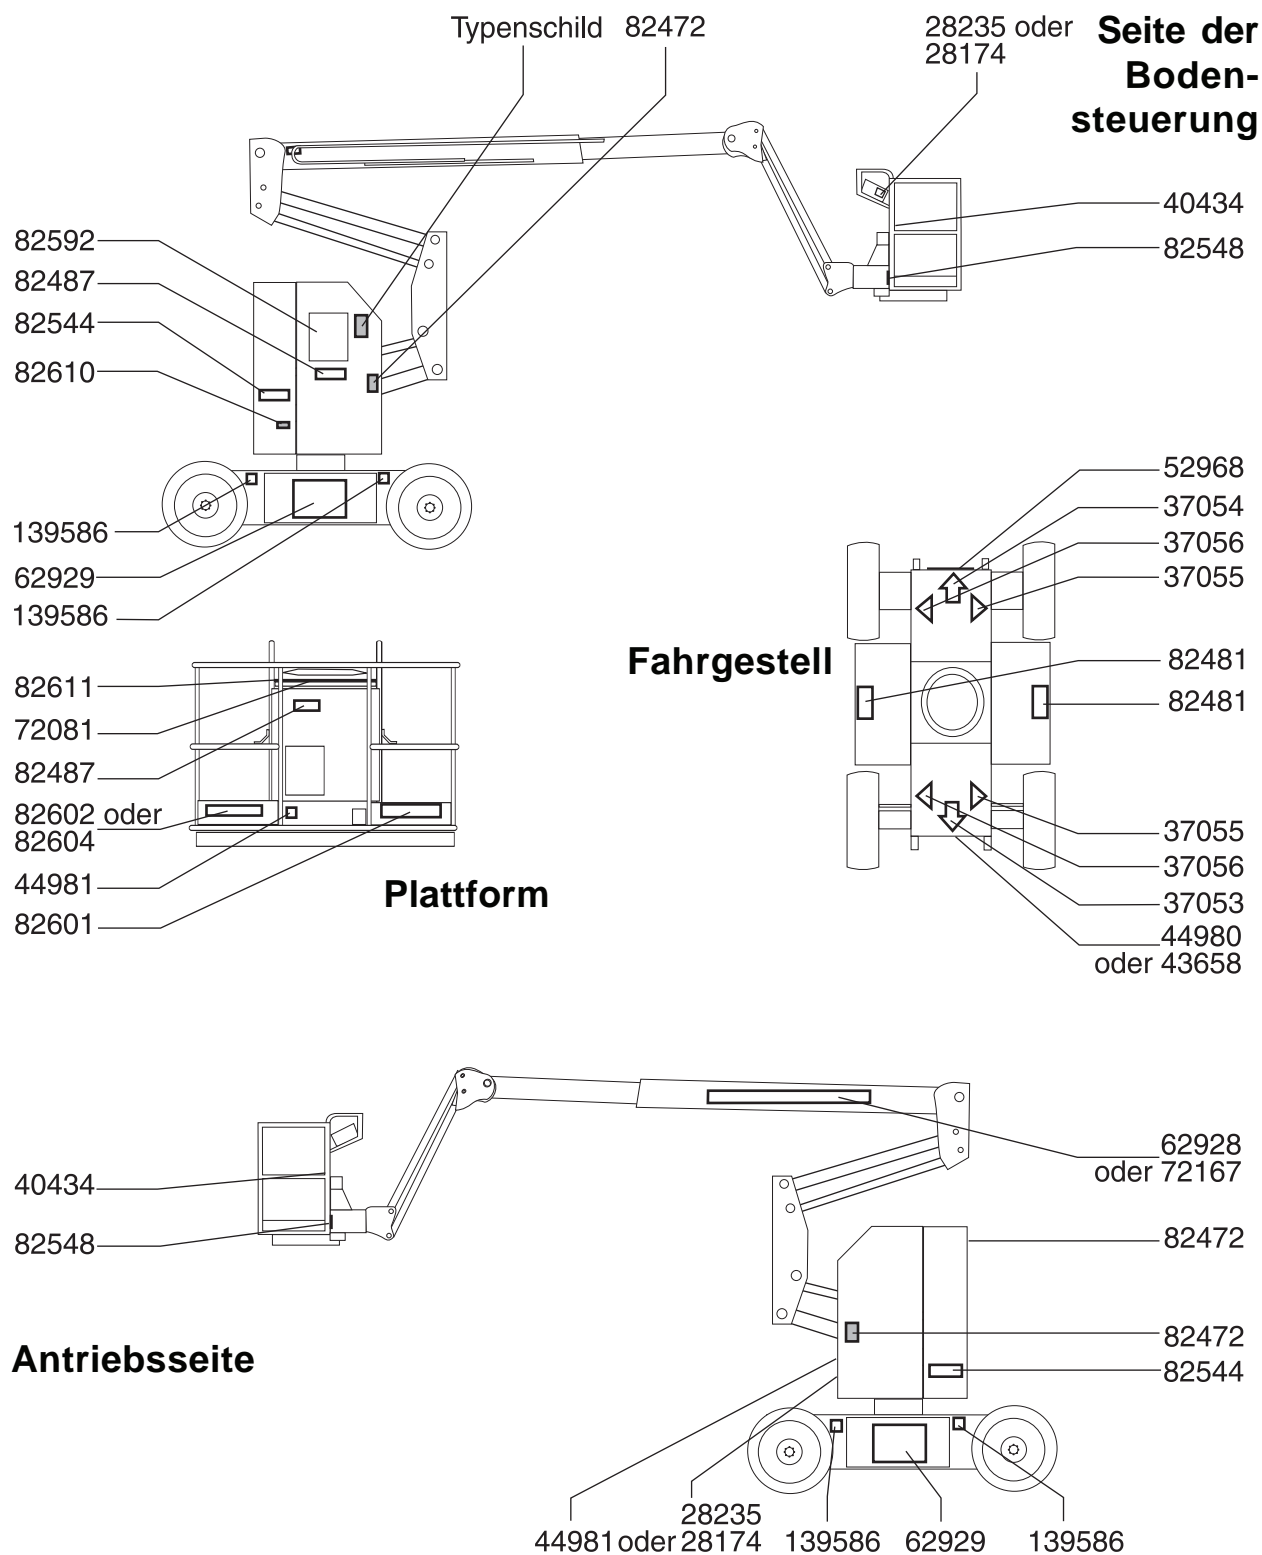 Typenschild 82472
28235 oder
28174
Seite der
Boden-
steuerung
40434
82548
82592
82487
82544
82610
139586
62929
139586
52968
37054
37056
37055
Fahrgestell
82481
82481
37055
37056
37053
44980
oder 43658
82611
72081
82487
82602 oder
82604
44981
82601
Plattform
40434
82548
62928
oder 72167
82472
82472
82544
Antriebsseite
28235
44981 oder 28174 139586 62929 139586